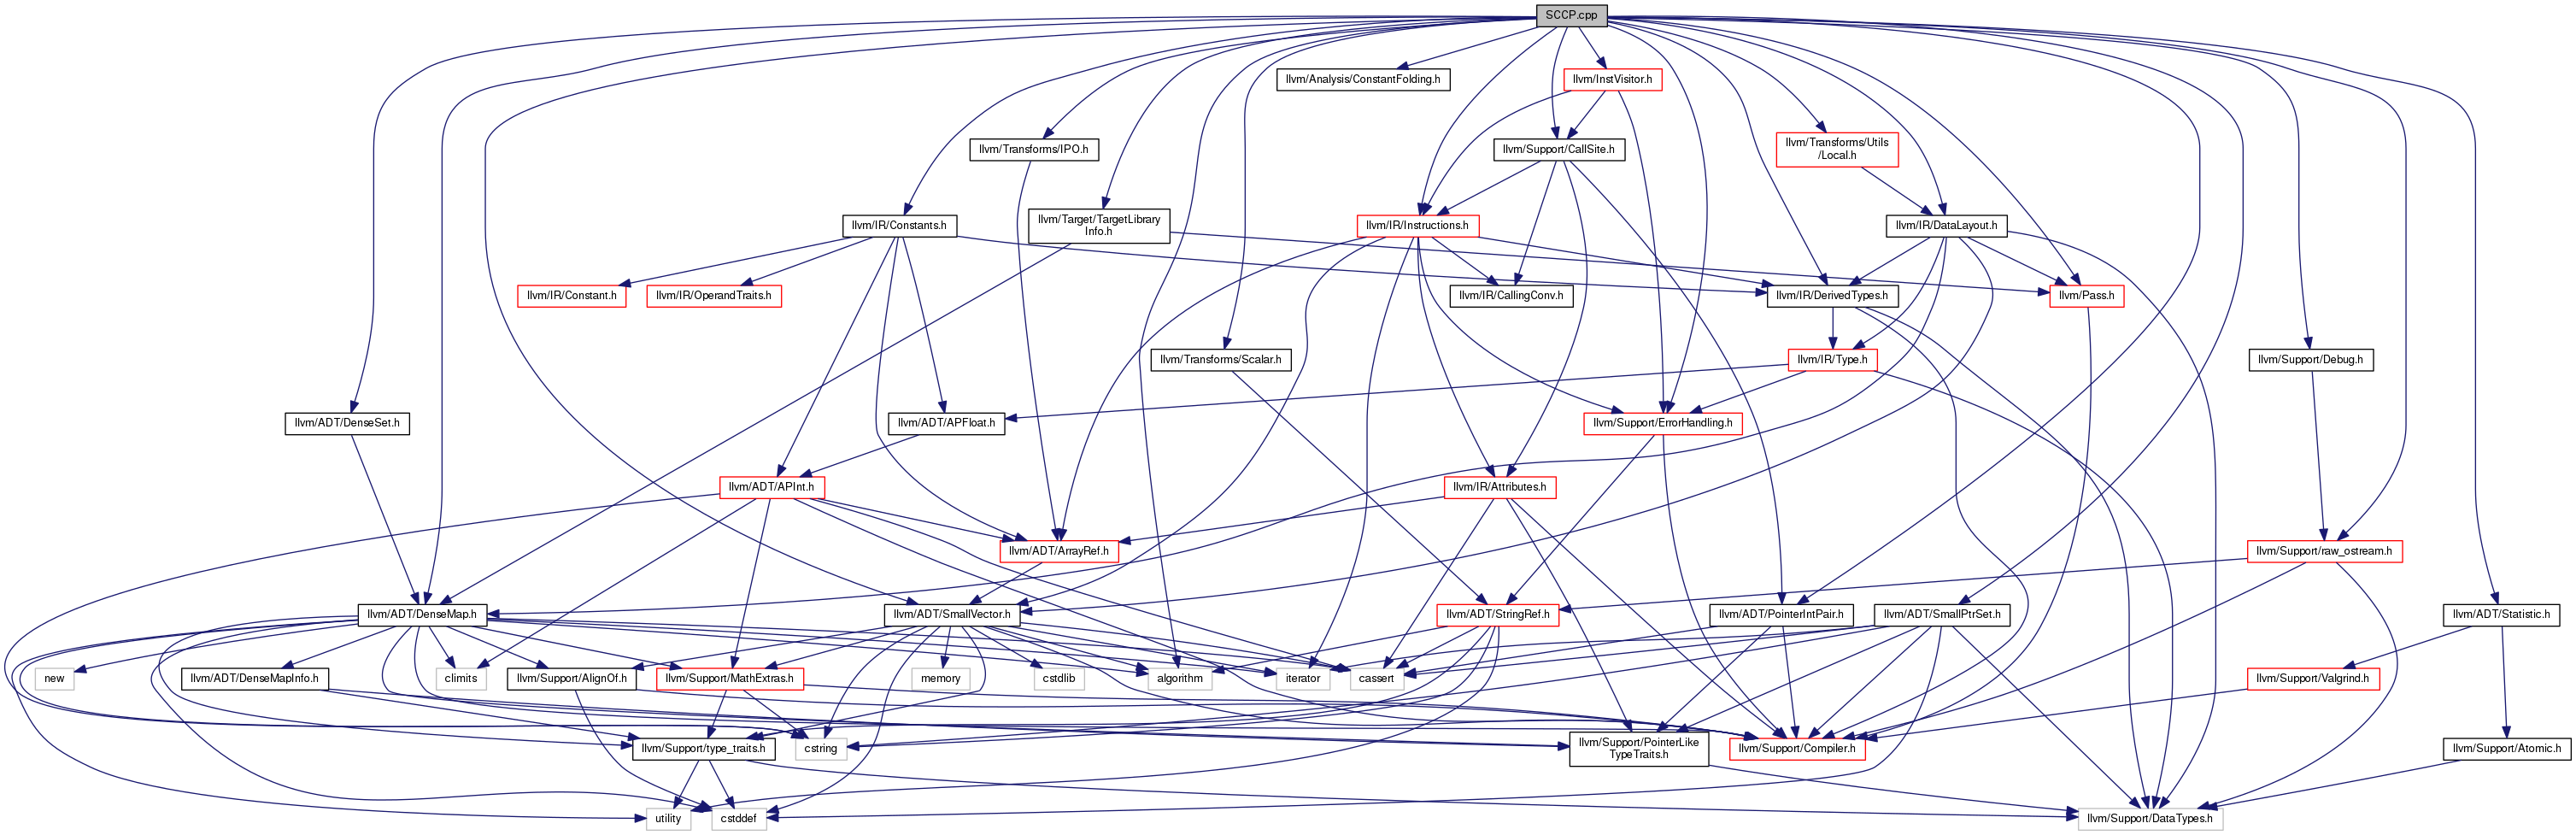 SCCP.cpp
llvm/Analysis/ConstantFolding.h
llvm/InstVisitor.h
llvm/Transforms/IPO.h
llvm/Support/CallSite.h
llvm/Transforms/Utils
/Local.h
llvm/IR/Constants.h
llvm/Target/TargetLibrary
Info.h
llvm/IR/Instructions.h
llvm/IR/DataLayout.h
llvm/IR/Constant.h
llvm/IR/OperandTraits.h
llvm/IR/CallingConv.h
llvm/IR/DerivedTypes.h
llvm/Pass.h
llvm/Transforms/Scalar.h
llvm/IR/Type.h
llvm/Support/Debug.h
llvm/ADT/DenseSet.h
llvm/ADT/APFloat.h
llvm/Support/ErrorHandling.h
llvm/ADT/APInt.h
llvm/IR/Attributes.h
llvm/ADT/ArrayRef.h
llvm/Support/raw_ostream.h
llvm/ADT/DenseMap.h
llvm/ADT/SmallVector.h
llvm/ADT/StringRef.h
llvm/ADT/PointerIntPair.h
llvm/ADT/SmallPtrSet.h
llvm/ADT/Statistic.h
new
llvm/ADT/DenseMapInfo.h
climits
llvm/Support/AlignOf.h
llvm/Support/MathExtras.h
memory
cstdlib
algorithm
iterator
cassert
llvm/Support/Valgrind.h
llvm/Support/type_traits.h
cstring
llvm/Support/PointerLike
TypeTraits.h
llvm/Support/Compiler.h
llvm/Support/Atomic.h
utility
cstddef
llvm/Support/DataTypes.h